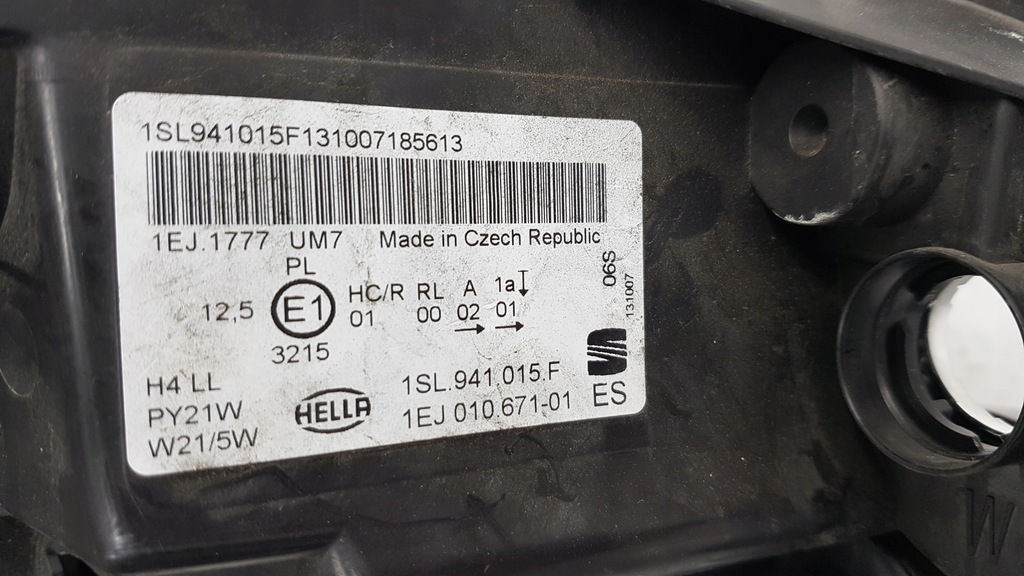 1SL941015F131007185613
1EJ.1777 UM7 Made in Czech Republic
PL
12,5 E1 HC/R RL A 1a
01 00 02 01
3215
06S
131007
H4 LL
PY21W
W21/5W
HELLA
1SL.941.015.F
1EJ 010.671-01
ES
W